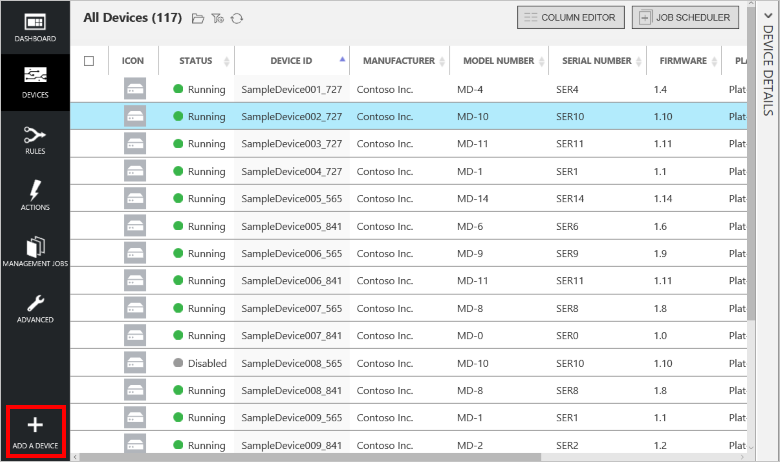 DASHBOARD
DEVICES
RULES
ACTIONS
MANAGEMENT JOBS
ADVANCED
ADD A DEVICE
All Devices (117)
COLUMN EDITOR
JOB SCHEDULER
ICON STATUS DEVICE ID MANUFACTURER MODEL NUMBER SERIAL NUMBER FIRMWARE PLA
Running SampleDevice001_727 Contoso Inc. MD-4 SER4 1.4 Plat
Running SampleDevice002_727 Contoso Inc. MD-10 SER10 1.10 Plat
Running SampleDevice003_727 Contoso Inc. MD-11 SER11 1.11 Plat
Running SampleDevice004_727 Contoso Inc. MD-1 SER1 1.1 Plat
Running SampleDevice005_565 Contoso Inc. MD-14 SER14 1.14 Plat
Running SampleDevice005_841 Contoso Inc. MD-6 SER6 1.6 Plat
Running SampleDevice006_565 Contoso Inc. MD-9 SER9 1.9 Plat
Running SampleDevice006_841 Contoso Inc. MD-11 SER11 1.11 Plat
Running SampleDevice007_565 Contoso Inc. MD-8 SER8 1.8 Plat
Running SampleDevice007_841 Contoso Inc. MD-0 SER0 1.0 Plat
Disabled SampleDevice008_565 Contoso Inc. MD-10 SER10 1.10 Plat
Running SampleDevice008_841 Contoso Inc. MD-8 SER8 1.8 Plat
Running SampleDevice009_565 Contoso Inc. MD-1 SER1 1.1 Plat
Running SampleDevice009_841 Contoso Inc. MD-2 SER2 1.2 Plat
DEVICE DETAILS